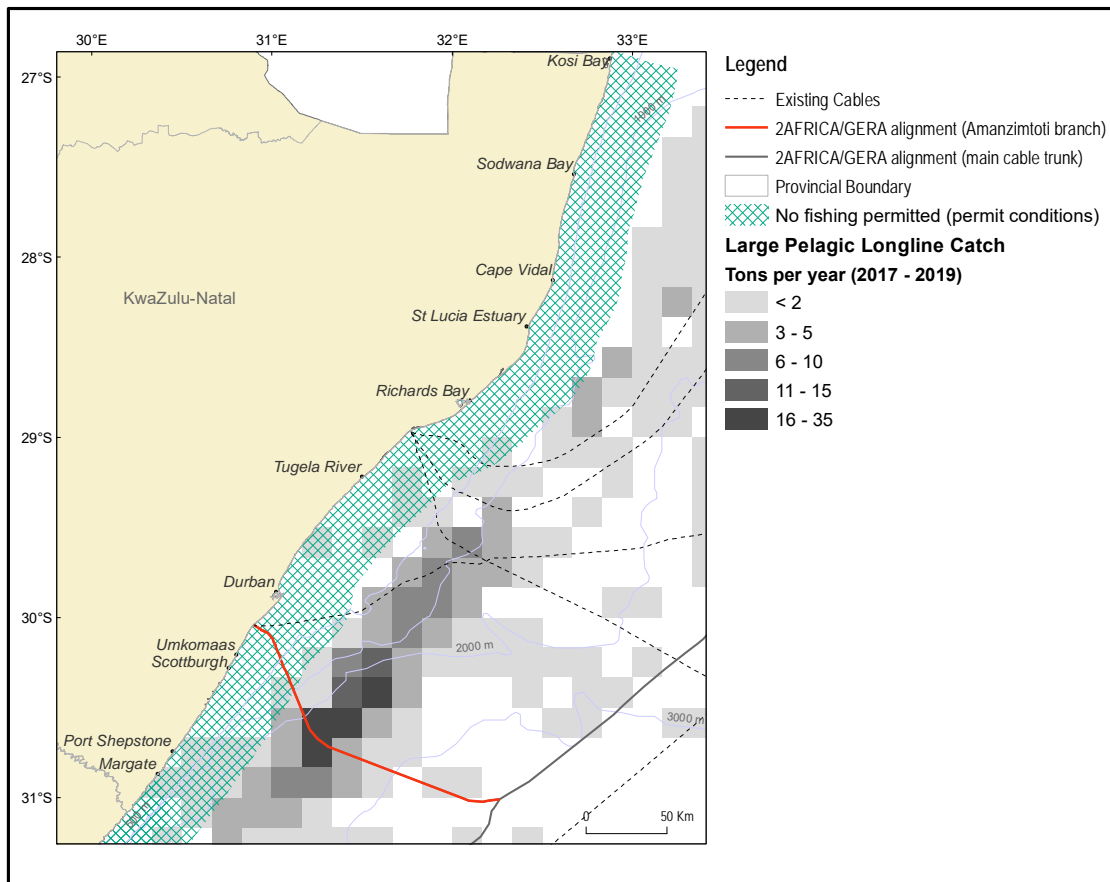 30°E 31°E 32°E 33°E
27°S
28°S
29°S
30°S
31°S
Kosi Bay
1000 m
Sodwana Bay
Cape Vidal
KwaZulu-Natal
St Lucia Estuary
Richards Bay
Tugela River
Durban
Umkomaas
Scottburgh
2000 m
3000 m
Port Shepstone
Margate
0 50 Km
Legend
Existing Cables
2AFRICA/GERA alignment (Amanzimtoti branch)
2AFRICA/GERA alignment (main cable trunk)
Provincial Boundary
No fishing permitted (permit conditions)
Large Pelagic Longline Catch
Tons per year (2017 - 2019)
< 2
3 - 5
6 - 10
11 - 15
16 - 35